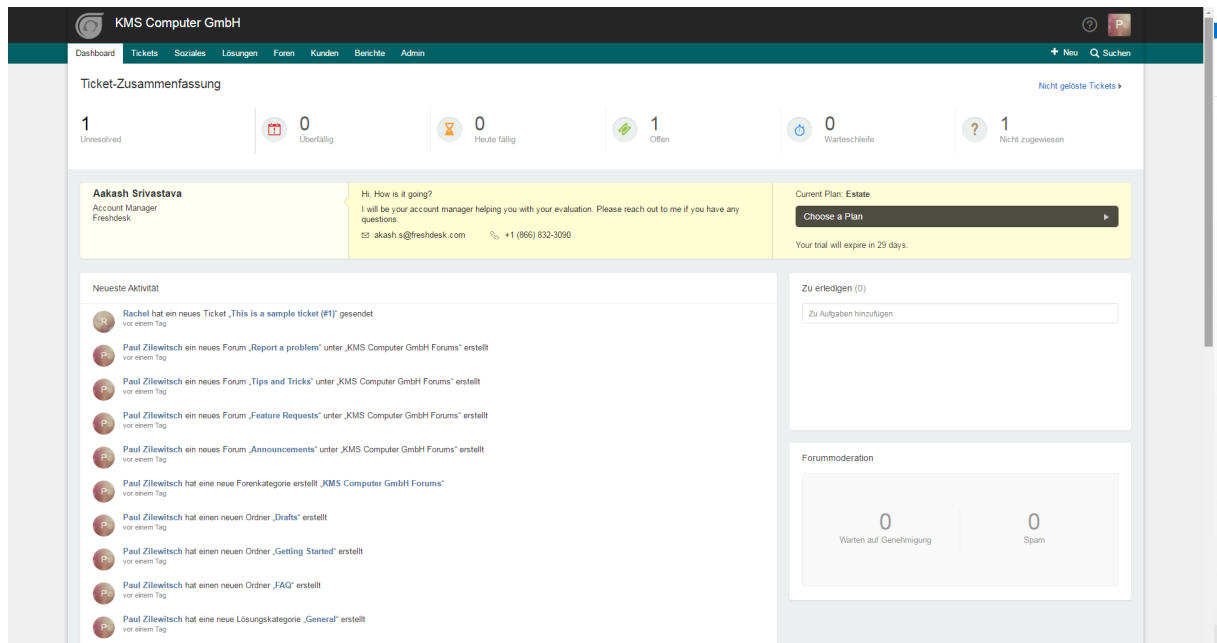 KMS Computer GmbH
Dashboard Tickets Soziales Lösungen Foren Kunden Berichte Admin
+ Neu Suchen
Ticket-Zusammenfassung
Nicht gelöste Tickets
1
Unresolved
0
Überfällig
0
Heute fällig
1
Offen
0
Warteschleife
1
Nicht zugewiesen
Aakash Srivastava
Account Manager
Freshdesk
Hi, How is it going?
I will be your account manager helping you with your evaluation. Please reach out to me if you have any
questions.
akash.s@freshdesk.com +1 (866) 832-3090
Current Plan: Estate
Choose a Plan
Your trial will expire in 29 days.
Neueste Aktivität
R
Rachel hat ein neues Ticket „This is a sample ticket (#1)“ gesendet
vor einem Tag
P
Paul Zilewitsch ein neues Forum „Report a problem“ unter „KMS Computer GmbH Forums“ erstellt
vor einem Tag
P
Paul Zilewitsch ein neues Forum „Tips and Tricks“ unter „KMS Computer GmbH Forums“ erstellt
vor einem Tag
P
Paul Zilewitsch ein neues Forum „Feature Requests“ unter „KMS Computer GmbH Forums“ erstellt
vor einem Tag
P
Paul Zilewitsch ein neues Forum „Announcements“ unter „KMS Computer GmbH Forums“ erstellt
vor einem Tag
P
Paul Zilewitsch hat eine neue Forenkategorie erstellt „KMS Computer GmbH Forums“
vor einem Tag
P
Paul Zilewitsch hat einen neuen Ordner „Drafts“ erstellt
vor einem Tag
P
Paul Zilewitsch hat einen neuen Ordner „Getting Started“ erstellt
vor einem Tag
P
Paul Zilewitsch hat einen neuen Ordner „FAQ“ erstellt
vor einem Tag
P
Paul Zilewitsch hat eine neue Lösungskategorie „General“ erstellt
vor einem Tag
Zu erledigen (0)
Zu Aufgaben hinzufügen
Forummoderation
0
Warten auf Genehmigung
0
Spam